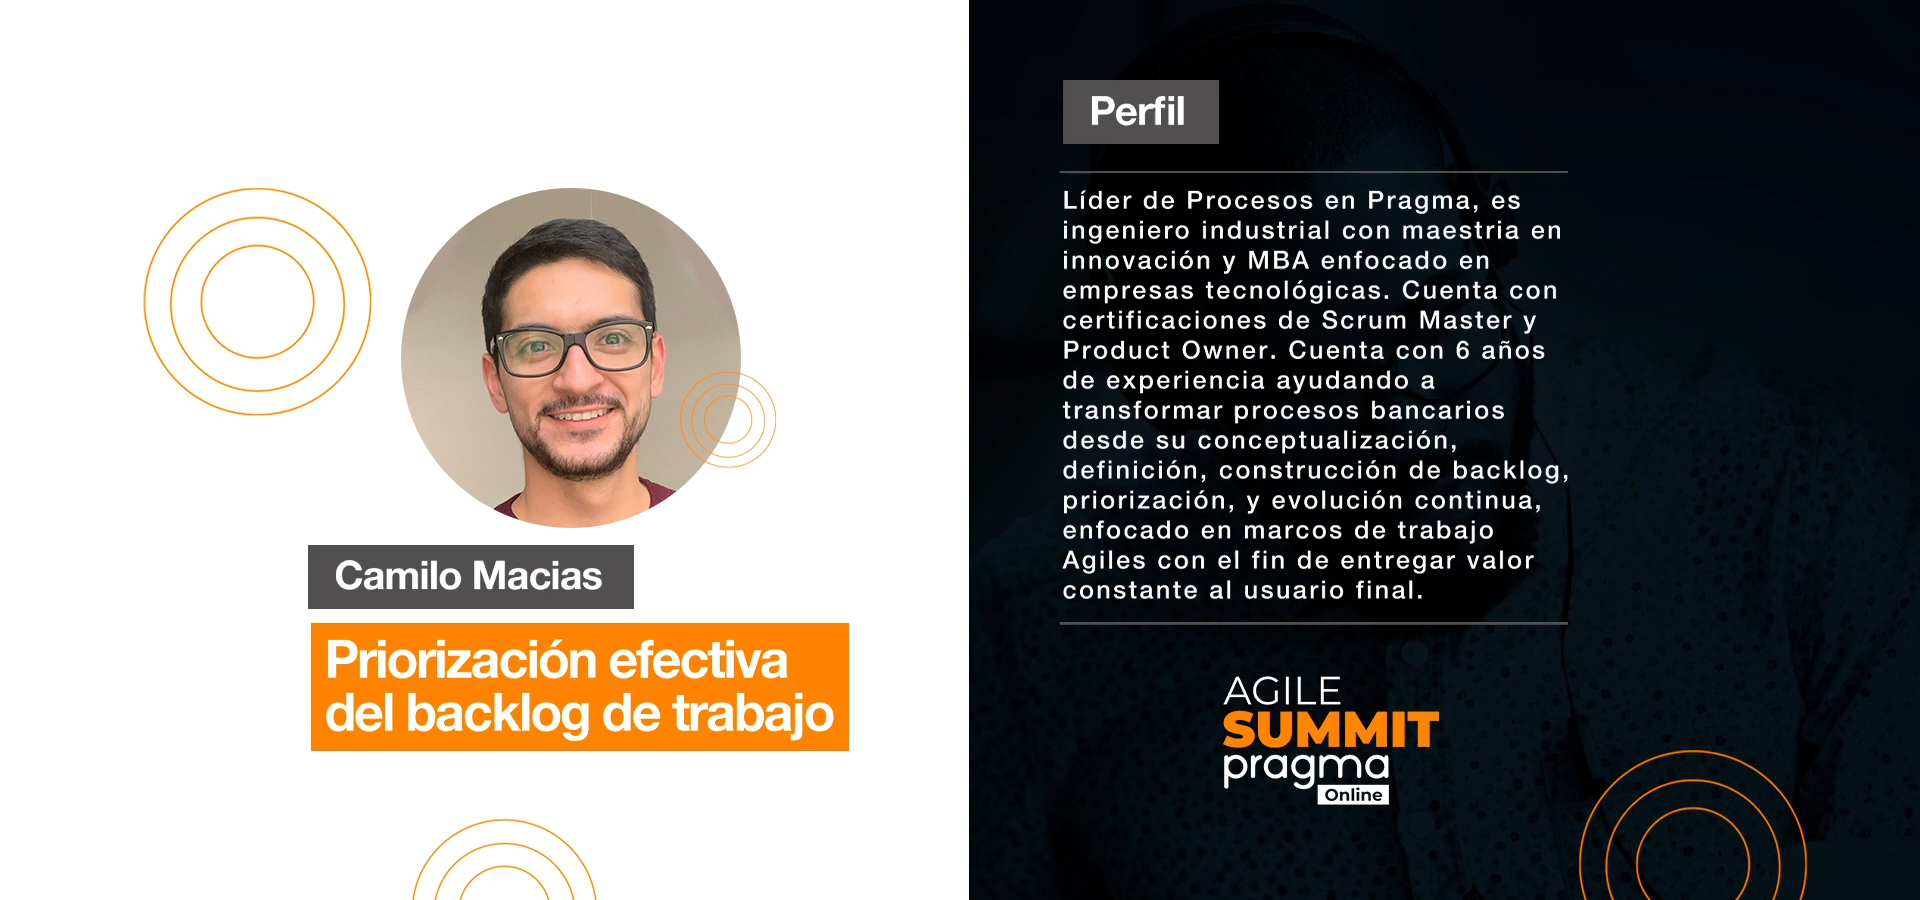 Camilo Macias
Priorización efectiva
del backlog de trabajo
Perfil
Líder de Procesos en Pragma, es
ingeniero industrial con maestria en
innovación y MBA enfocado en
empresas tecnológicas. Cuenta con
certificaciones de Scrum Master y
Product Owner. Cuenta con 6 años
de experiencia ayudando a
transformar procesos bancarios
desde su conceptualización,
definición, construcción de backlog,
priorización, y evolución continua,
enfocado en marcos de trabajo
Agiles con el fin de entregar valor
constante al usuario final.
AGILE
SUMMIT
pragma
Online